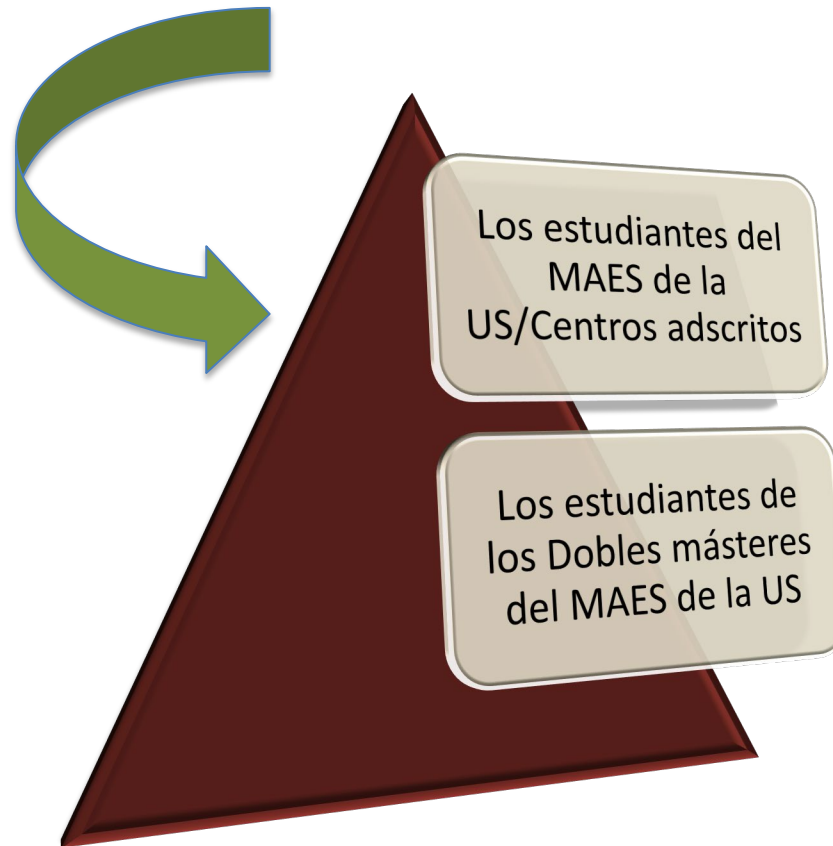 Los estudiantes del
MAES de la
US/Centros adscritos
Los estudiantes de
los Dobles másteres
del MAES de la US